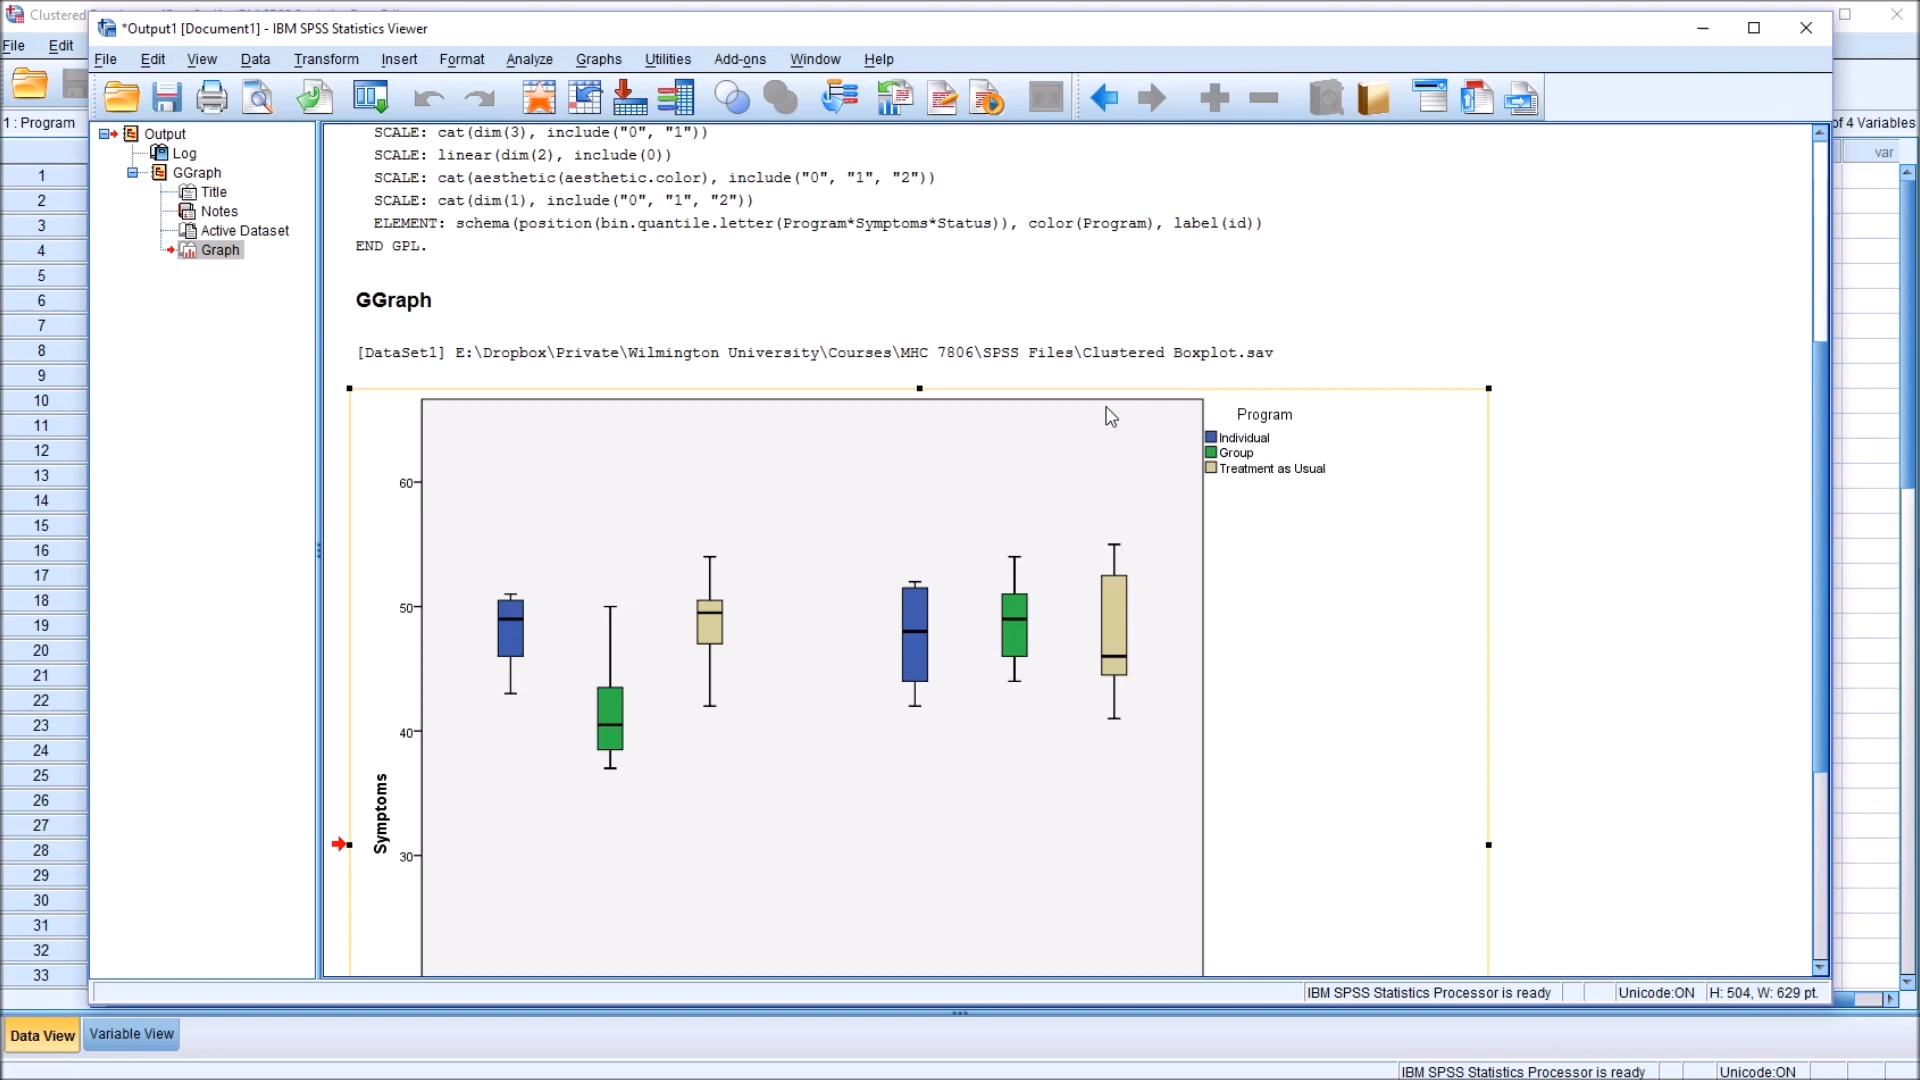 Clustered
*Output1 [Document1] - IBM SPSS Statistics Viewer
File Edit
File Edit View Data Transform Insert Format Analyze Graphs Utilities Add-ons Window Help
1 : Program
of 4 Variables
var
1
2
3
4
5
6
7
8
9
10
11
12
13
14
15
16
17
18
19
20
21
22
23
24
25
26
27
28
29
30
31
32
33
Output
Log
GGraph
Title
Notes
Active Dataset
Graph
SCALE: cat(dim(3), include("0", "1"))
SCALE: linear(dim(2), include(0))
SCALE: cat(aesthetic(aesthetic.color), include("0", "1", "2"))
SCALE: cat(dim(1), include("0", "1", "2"))
ELEMENT: schema(position(bin.quantile.letter(Program*Symptoms*Status)), color(Program), label(id))
END GPL.
GGraph
[DataSet1] E:\Dropbox\Private\Wilmington University\Courses\MHC 7806\SPSS Files\Clustered Boxplot.sav
Program
Individual
Group
Treatment as Usual
60
50
40
30
Symptoms
IBM SPSS Statistics Processor is ready Unicode:ON H: 504, W: 629 pt.
Data View Variable View
IBM SPSS Statistics Processor is ready Unicode:ON